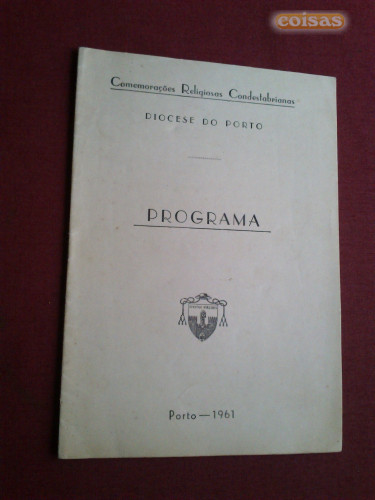 coisas
Comemorações Religiosas Condestabrianas
DIOCESE DO PORTO
PROGRAMA
Porto — 1961